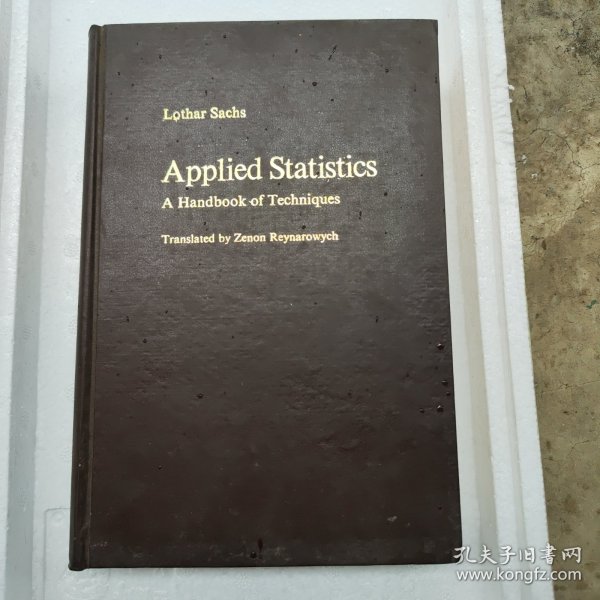 Lothar Sachs
Applied Statistics
A Handbook of Techniques
Translated by Zenon Reynarowych
孔夫子旧書网
www.kongfz.com